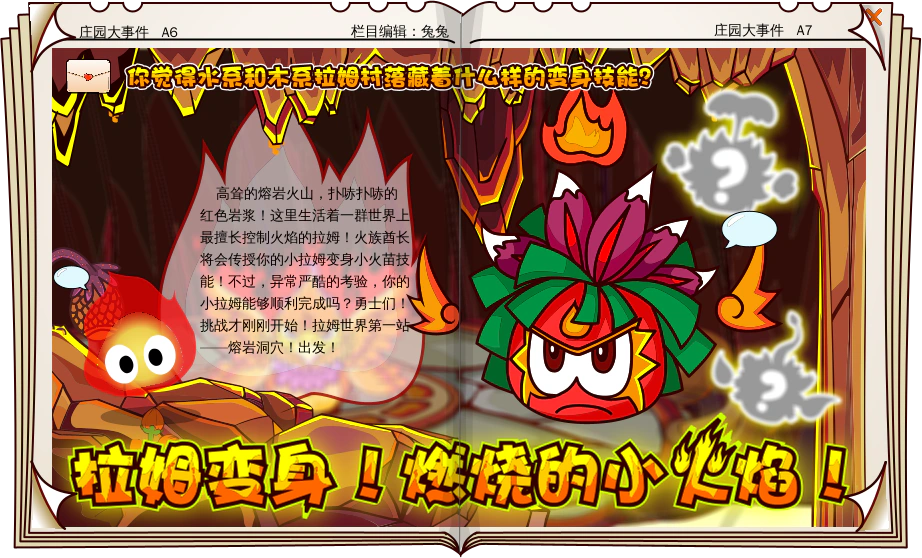 庄园大事件 A6
栏目编辑：兔兔
庄园大事件 A7
你觉得水系和木系拉姆村落藏着什么样的变身技能？
高耸的熔岩火山，扑哧扑哧的
红色岩浆！这里生活着一群世界上
最擅长控制火焰的拉姆！火族酋长
将会传授你的小拉姆变身小火苗技
能！不过，异常严酷的考验，你的
小拉姆能够顺利完成吗？勇士们！
挑战才刚刚开始！拉姆世界第一站
——熔岩洞穴！出发！
?
?
拉姆变身！燃烧的小火焰！